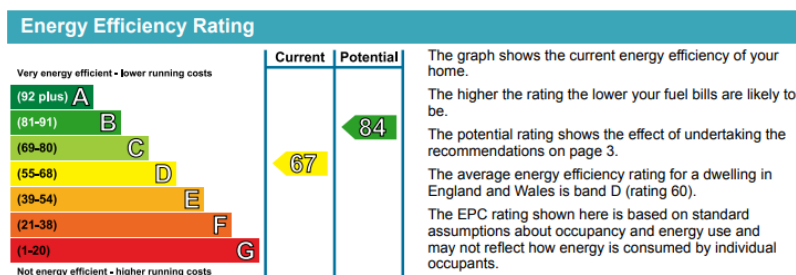 Energy Efficiency Rating
Current Potential
Very energy efficient - lower running costs
(92 plus) A
(81-91) B
(69-80) C
(55-68) D
(39-54) E
(21-38) F
(1-20) G
Not energy efficient - higher running costs
67
84
The graph shows the current energy efficiency of your
home.
The higher the rating the lower your fuel bills are likely to
be.
The potential rating shows the effect of undertaking the
recommendations on page 3.
The average energy efficiency rating for a dwelling in
England and Wales is band D (rating 60).
The EPC rating shown here is based on standard
assumptions about occupancy and energy use and
may not reflect how energy is consumed by individual
occupants.